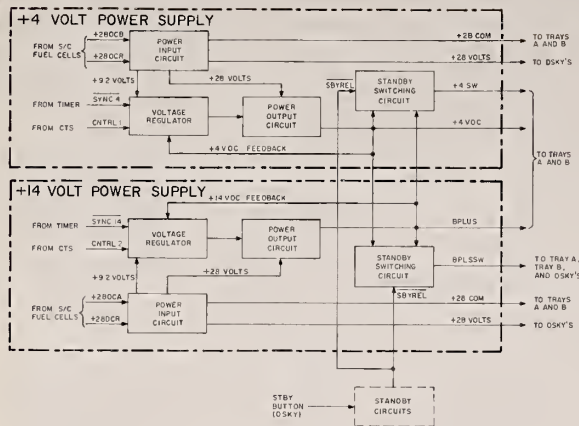 +4 VOLT POWER SUPPLY
+28DCB
+28DCR
FROM S/C
FUEL CELLS
POWER
INPUT
CIRCUIT
+28 COM
TO TRAYS
A AND B
+28 VOLTS
TO DSKY'S
+9.2 VOLTS
+28 VOLTS
SBYREL
STANDBY
SWITCHING
CIRCUIT
+4 SW
FROM TIMER
SYNC 4
FROM CTS
CNTRL 1
VOLTAGE
REGULATOR
POWER
OUTPUT
CIRCUIT
+4 VDC
+4 VDC FEEDBACK
TO TRAYS
A AND B
+14 VOLT POWER SUPPLY
+14 VDC FEEDBACK
FROM TIMER
SYNC 14
FROM CTS
CNTRL 2
VOLTAGE
REGULATOR
POWER
OUTPUT
CIRCUIT
BPLUS
STANDBY
SWITCHING
CIRCUIT
BPLSSW
TO TRAY A,
TRAY B,
AND DSKY'S
+9.2 VOLTS
+28 VOLTS
SBYREL
FROM S/C
FUEL CELLS
+28DCA
+28DCR
POWER
INPUT
CIRCUIT
+28 COM
TO TRAYS
A AND B
+28 VOLTS
TO DSKY'S
STBY
BUTTON
(DSKY)
STANDBY
CIRCUITS